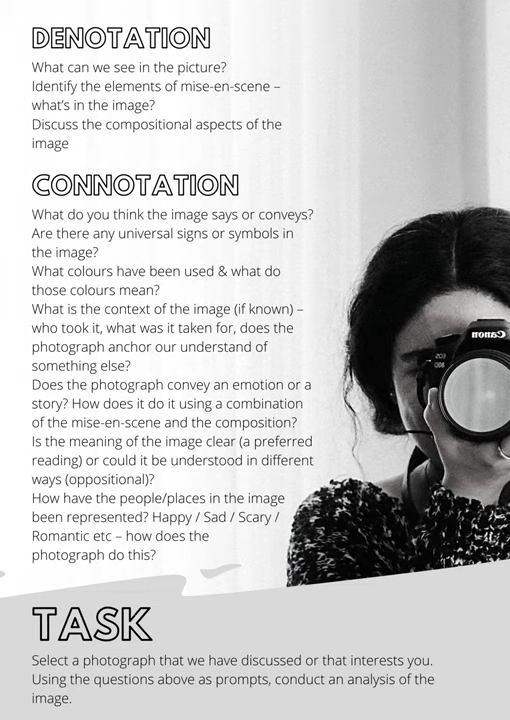 DENOTATION
What can we see in the picture?
Identify the elements of mise-en-scene –
what's in the image?
Discuss the compositional aspects of the
image
CONNOTATION
What do you think the image says or conveys?
Are there any universal signs or symbols in
the image?
What colours have been used & what do
those colours mean?
What is the context of the image (if known) –
who took it, what was it taken for, does the
photograph anchor our understand of
something else?
Does the photograph convey an emotion or a
story? How does it do it using a combination
of the mise-en-scene and the composition?
Is the meaning of the image clear (a preferred
reading) or could it be understood in different
ways (oppositional)?
How have the people/places in the image
been represented? Happy / Sad / Scary /
Romantic etc – how does the
photograph do this?
Canon
EOS
80D
TASK
Select a photograph that we have discussed or that interests you.
Using the questions above as prompts, conduct an analysis of the
image.